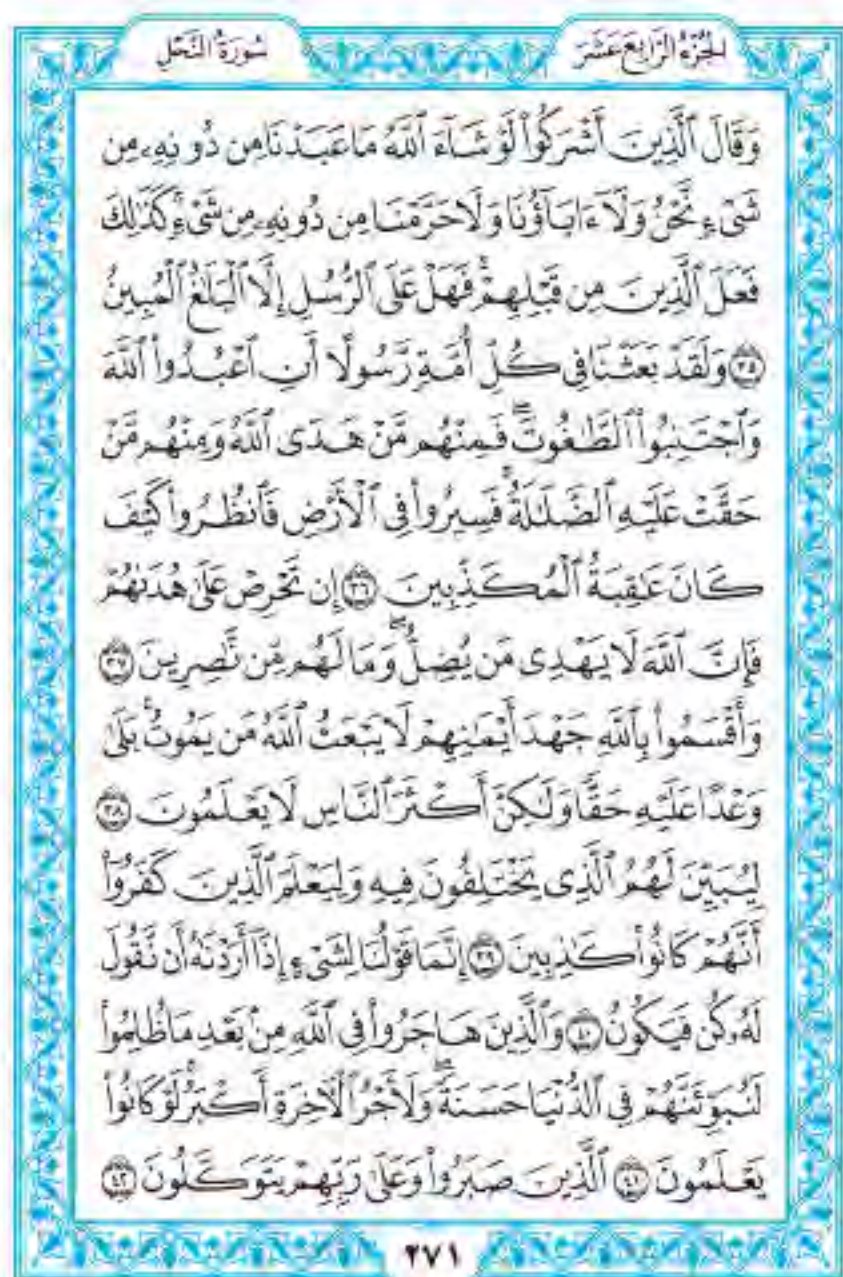 الجزء الرابع عشر
سورة النحل
وَقَالَ ٱلَّذِينَ أَشْرَكُوا۟ لَوْ شَآءَ ٱللَّهُ مَا عَبَدْنَا مِن دُونِهِۦ مِن
شَىْءٍ نَّحْنُ وَلَآ ءَابَآؤُنَا وَلَا حَرَّمْنَا مِن دُونِهِۦ مِن شَىْءٍ ۚ كَذَٰلِكَ
فَعَلَ ٱلَّذِينَ مِن قَبْلِهِمْ ۚ فَهَلْ عَلَى ٱلرُّسُلِ إِلَّا ٱلْبَلَٰغُ ٱلْمُبِينُ
٣٥ وَلَقَدْ بَعَثْنَا فِى كُلِّ أُمَّةٍ رَّسُولًا أَنِ ٱعْبُدُوا۟ ٱللَّهَ
وَٱجْتَنِبُوا۟ ٱلطَّٰغُوتَ ۖ فَمِنْهُم مَّنْ هَدَى ٱللَّهُ وَمِنْهُم مَّنْ
حَقَّتْ عَلَيْهِ ٱلضَّلَٰلَةُ ۚ فَسِيرُوا۟ فِى ٱلْأَرْضِ فَٱنظُرُوا۟ كَيْفَ
كَانَ عَٰقِبَةُ ٱلْمُكَذِّبِينَ ٣٦ إِن تَحْرِصْ عَلَىٰ هُدَىٰهُمْ
فَإِنَّ ٱللَّهَ لَا يَهْدِى مَن يُضِلُّ ۖ وَمَا لَهُم مِّن نَّٰصِرِينَ ٣٧
وَأَقْسَمُوا۟ بِٱللَّهِ جَهْدَ أَيْمَٰنِهِمْ ۙ لَا يَبْعَثُ ٱللَّهُ مَن يَمُوتُ ۚ بَلَىٰ
وَعْدًا عَلَيْهِ حَقًّا وَلَٰكِنَّ أَكْثَرَ ٱلنَّاسِ لَا يَعْلَمُونَ ٣٨
لِيُبَيِّنَ لَهُمُ ٱلَّذِى يَخْتَلِفُونَ فِيهِ وَلِيَعْلَمَ ٱلَّذِينَ كَفَرُوٓا۟
أَنَّهُمْ كَانُوا۟ كَٰذِبِينَ ٣٩ إِنَّمَا قَوْلُنَا لِشَىْءٍ إِذَآ أَرَدْنَٰهُ أَن نَّقُولَ
لَهُۥ كُن فَيَكُونُ ٤٠ وَٱلَّذِينَ هَاجَرُوا۟ فِى ٱللَّهِ مِنۢ بَعْدِ مَا ظُلِمُوا۟
لَنُبَوِّئَنَّهُمْ فِى ٱلدُّنْيَا حَسَنَةً ۖ وَلَأَجْرُ ٱلْءَاخِرَةِ أَكْبَرُ ۚ لَوْ كَانُوا۟
يَعْلَمُونَ ٤١ ٱلَّذِينَ صَبَرُوا۟ وَعَلَىٰ رَبِّهِمْ يَتَوَكَّلُونَ ٤٢
٢٧١